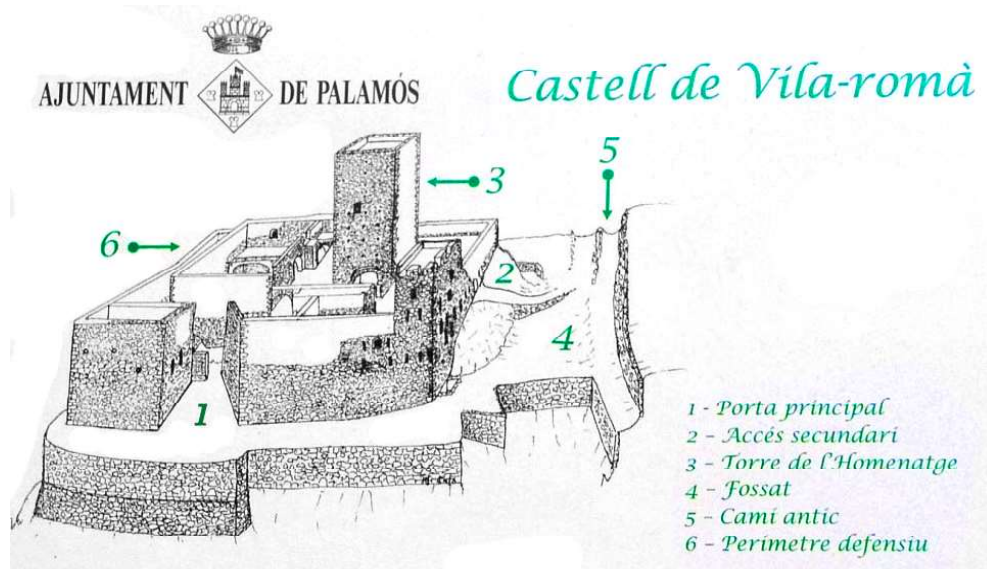 AJUNTAMENT DE PALAMÓS
Castell de Vila-romà
5
3
6
2
4
1
1 - Porta principal
2 - Accés secundari
3 - Torre de l'Homenatge
4 - Fossat
5 - Camí antic
6 - Perímetre defensiu